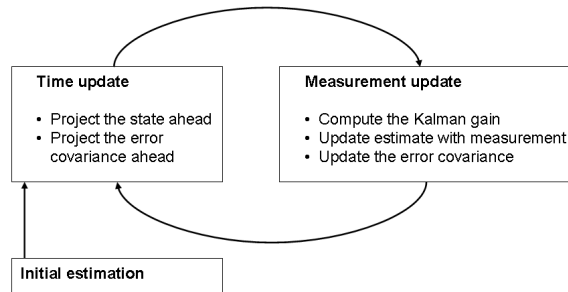 Time update
• Project the state ahead
• Project the error
covariance ahead
Measurement update
• Compute the Kalman gain
• Update estimate with measurement
• Update the error covariance
Initial estimation